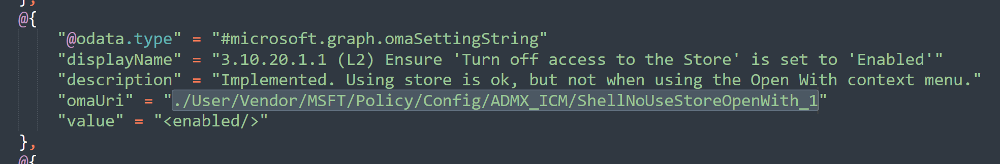 },
@{
"@odata.type" = "#microsoft.graph.omaSettingString"
"displayName" = "3.10.20.1.1 (L2) Ensure 'Turn off access to the Store' is set to 'Enabled'"
"description" = "Implemented. Using store is ok, but not when using the Open With context menu."
"omaUri" = "./User/Vendor/MSFT/Policy/Config/ADMX_ICM/ShellNoUseStoreOpenWith_1"
"value" = "<enabled/>"
},
@{